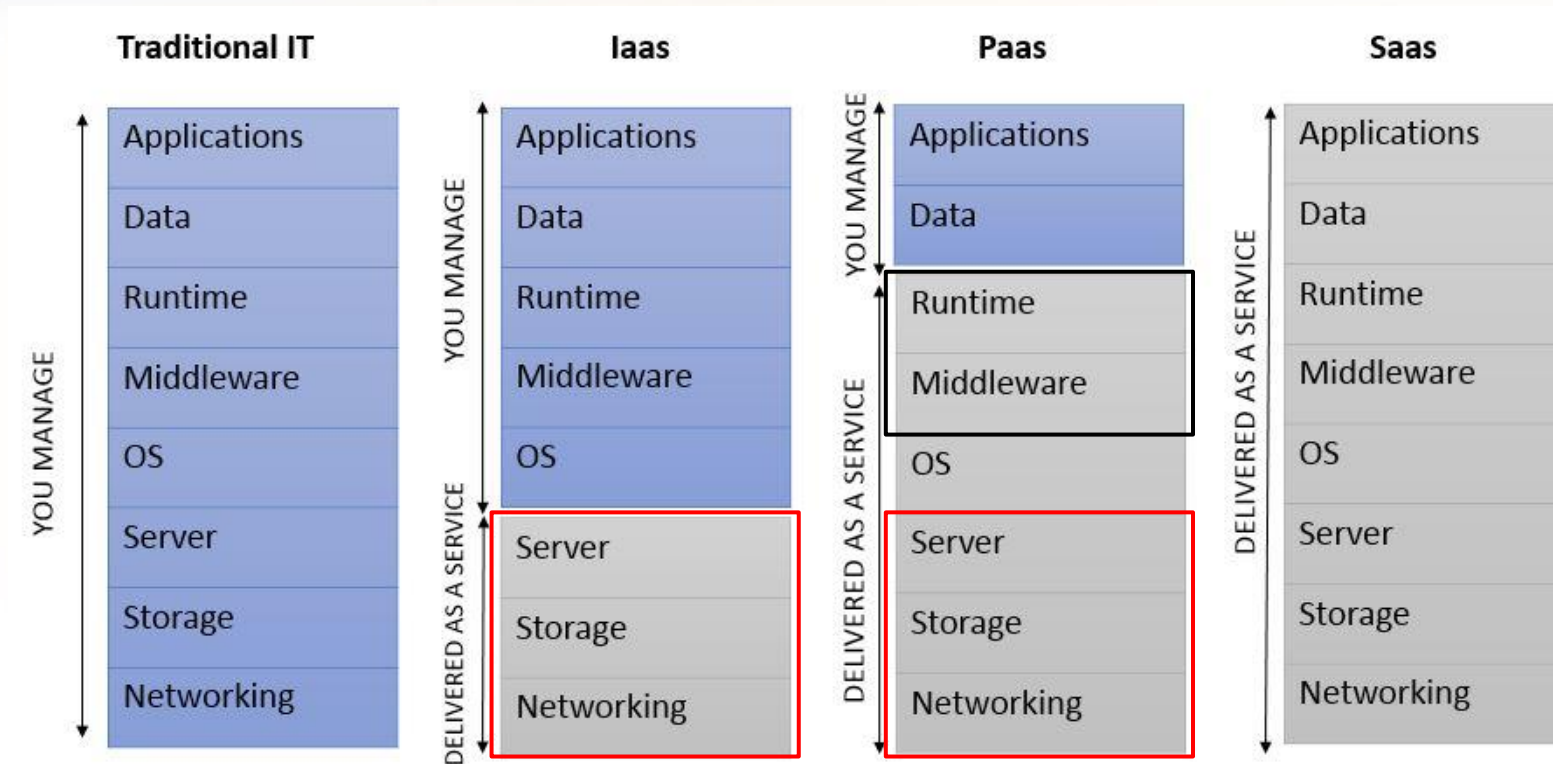 Traditional IT
Iaas
Paas
Saas
YOU MANAGE
Applications
Data
Runtime
Middleware
OS
Server
Storage
Networking
YOU MANAGE
DELIVERED AS A SERVICE
Applications
Data
Runtime
Middleware
OS
Server
Storage
Networking
YOU MANAGE
DELIVERED AS A SERVICE
Applications
Data
Runtime
Middleware
OS
Server
Storage
Networking
DELIVERED AS A SERVICE
Applications
Data
Runtime
Middleware
OS
Server
Storage
Networking